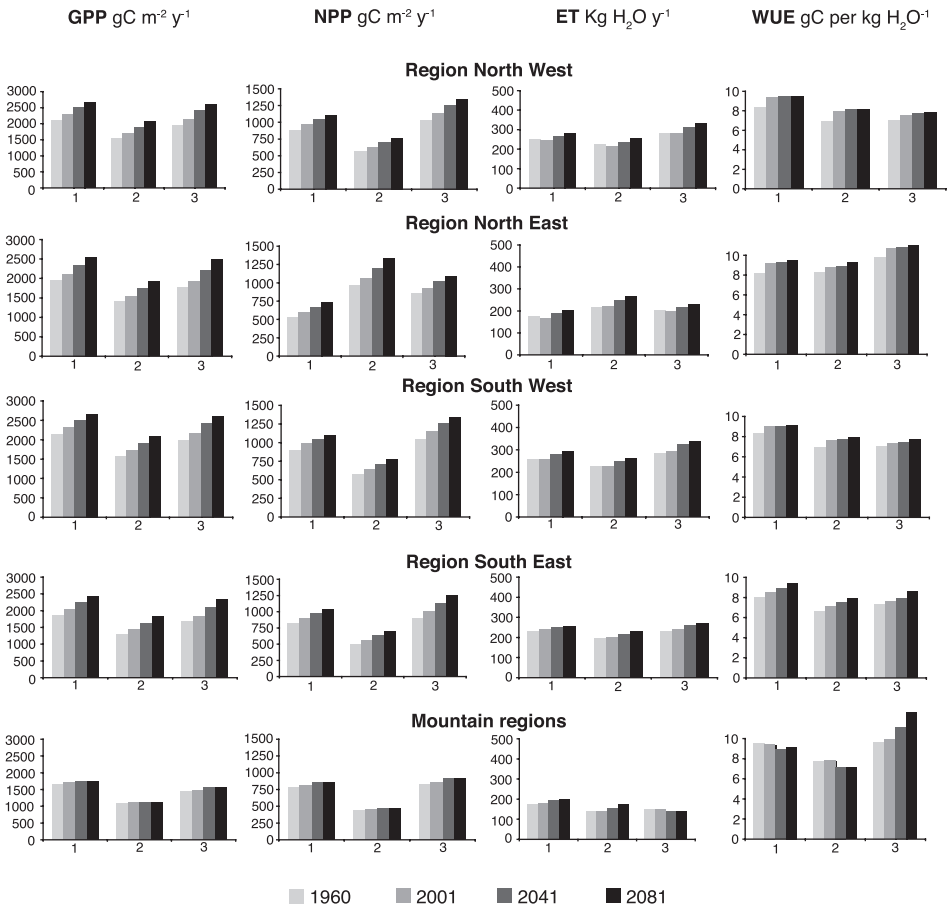 GPP gC m-2 y-1 NPP gC m-2 y-1 ET Kg H2O y-1 WUE gC per kg H2O-1
Region North West
3000 2500 2000 1500 1000 500 0 1 2 3
1500 1250 1000 750 500 250 0 1 2 3
500 400 300 200 100 0 1 2 3
10 8 6 4 2 0 1 2 3
Region North East
3000 2500 2000 1500 1000 500 0 1 2 3
1500 1250 1000 750 500 250 0 1 2 3
500 400 300 200 100 0 1 2 3
10 8 6 4 2 0 1 2 3
Region South West
3000 2500 2000 1500 1000 500 0 1 2 3
1500 1250 1000 750 500 250 0 1 2 3
500 400 300 200 100 0 1 2 3
10 8 6 4 2 0 1 2 3
Region South East
3000 2500 2000 1500 1000 500 0 1 2 3
1500 1250 1000 750 500 250 0 1 2 3
500 400 300 200 100 0 1 2 3
10 8 6 4 2 0 1 2 3
Mountain regions
3000 2500 2000 1500 1000 500 0 1 2 3
1500 1250 1000 750 500 250 0 1 2 3
500 400 300 200 100 0 1 2 3
10 8 6 4 2 0 1 2 3
1960 2001 2041 2081